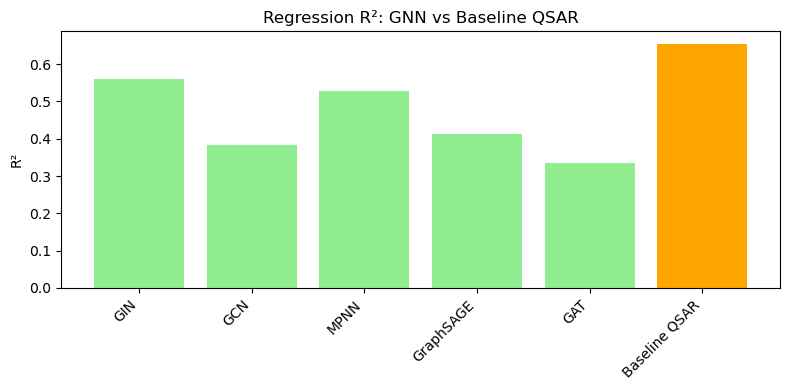 Regression R²: GNN vs Baseline QSAR
R²
0.6
0.5
0.4
0.3
0.2
0.1
0.0
GIN
GCN
MPNN
GraphSAGE
GAT
Baseline QSAR